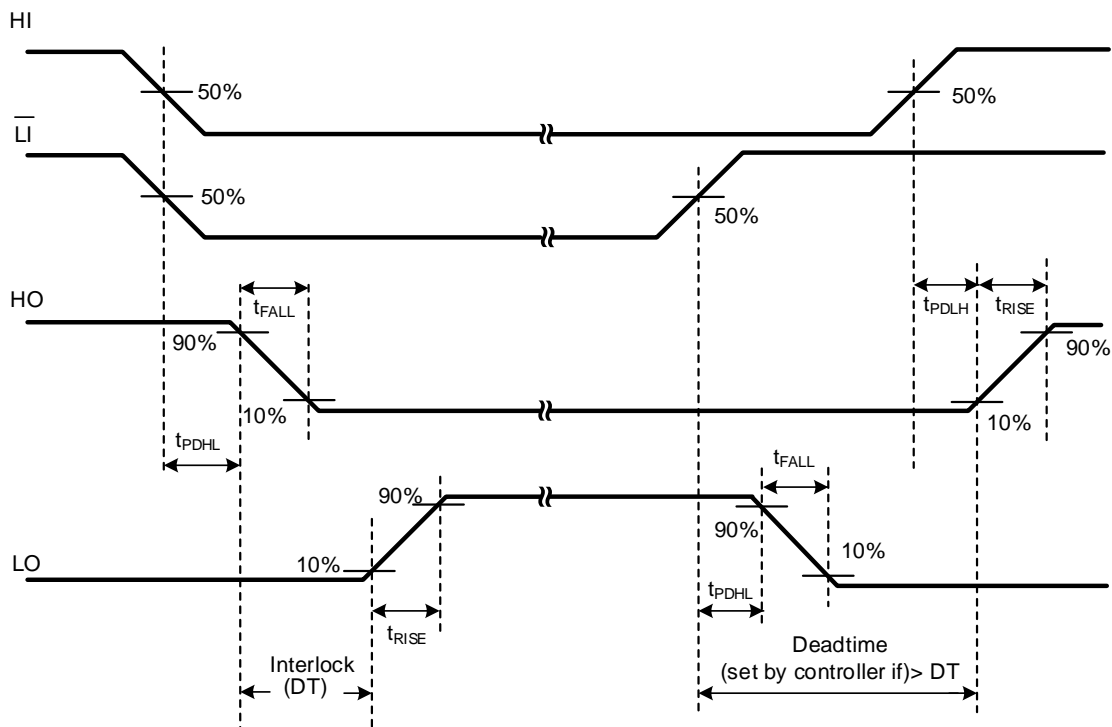 HI
50%
50%
LI
50%
50%
HO
tFALL
tPDLH
tRISE
90%
90%
10%
10%
tPDHL
tFALL
90%
90%
LO
10%
10%
tPDHL
tRISE
Interlock
(DT)
Deadtime
(set by controller if)> DT